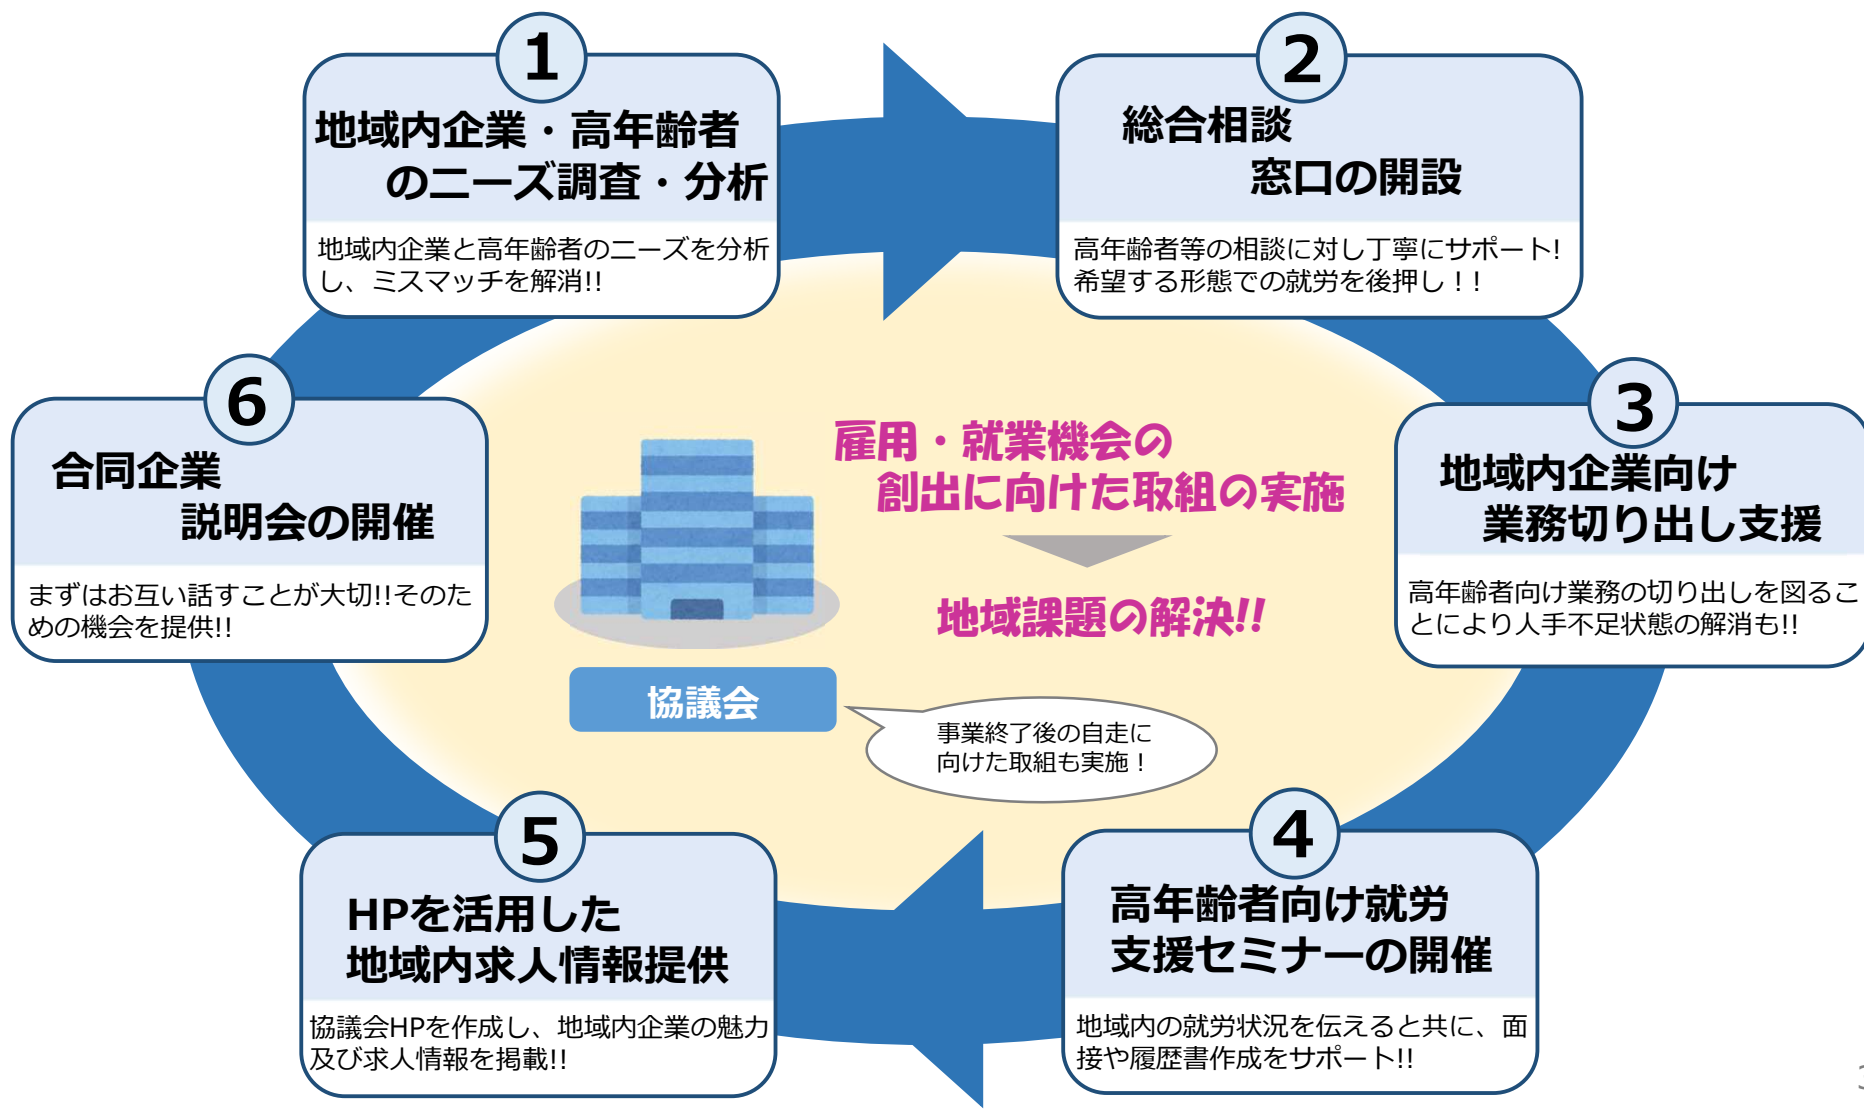 1
地域内企業・高年齢者
のニーズ調査・分析
地域内企業と高年齢者のニーズを分析
し、ミスマッチを解消!!
2
総合相談
窓口の開設
高年齢者等の相談に対し丁寧にサポート!
希望する形態での就労を後押し！！
3
地域内企業向け
業務切り出し支援
高年齢者向け業務の切り出しを図るこ
とにより人手不足状態の解消も!!
4
高年齢者向け就労
支援セミナーの開催
地域内の就労状況を伝えると共に、面
接や履歴書作成をサポート!!
5
HPを活用した
地域内求人情報提供
協議会HPを作成し、地域内企業の魅力
及び求人情報を掲載!!
6
合同企業
説明会の開催
まずはお互い話すことが大切!!そのた
めの機会を提供!!
雇用・就業機会の
創出に向けた取組の実施
地域課題の解決!!
協議会
事業終了後の自走に
向けた取組も実施！